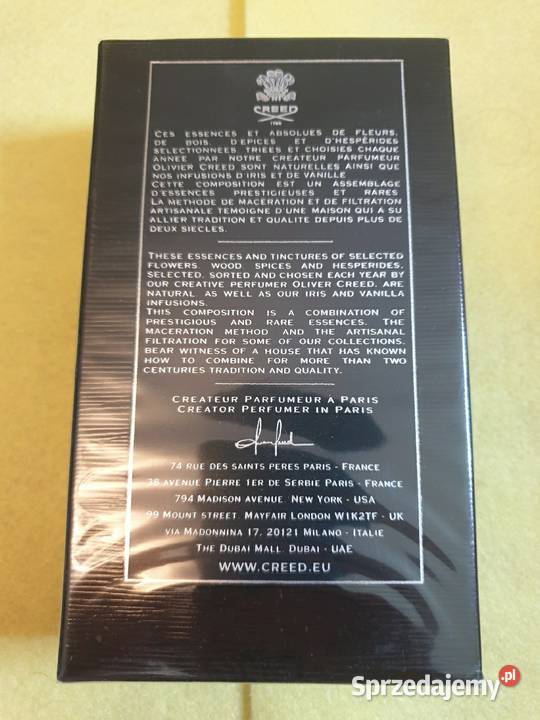 CREED
1760
CES ESSENCES ET ABSOLUES DE FLEURS,
DE BOIS, D'EPICES ET D'HESPÉRIDES
SELECTIONNEES, TRIEES ET CHOISIES CHAQUE
ANNEE PAR NOTRE CREATEUR PARFUMEUR
OLIVIER CREED SONT NATURELLES AINSI QUE
NOS INFUSIONS D'IRIS ET DE VANILLE
CETTE COMPOSITION EST UN ASSEMBLAGE
D'ESSENCES PRESTIGIEUSES ET RARES.
LA METHODE DE MACÉRATION ET DE FILTRATION
ARTISANALE TEMOIGNE D'UNE MAISON QUI A SU
ALLIER TRADITION ET QUALITE DEPUIS PLUS DE
DEUX SIECLES.
THESE ESSENCES AND TINCTURES OF SELECTED
FLOWERS, WOOD, SPICES AND HESPERIDES,
SELECTED, SORTED AND CHOSEN EACH YEAR BY
OUR CREATIVE PERFUMER OLIVER CREED, ARE
NATURAL AS WELL AS OUR IRIS AND VANILLA
INFUSIONS.
THIS COMPOSITION IS A COMBINATION OF
PRESTIGIOUS AND RARE ESSENCES. THE
MACERATION METHOD AND THE ARTISANAL
FILTRATION FOR SOME OF OUR COLLECTIONS,
BEAR WITNESS OF A HOUSE THAT HAS KNOWN
HOW TO COMBINE FOR MORE THAN TWO
CENTURIES TRADITION AND QUALITY.
CREATEUR PARFUMEUR À PARIS
CREATOR PERFUMER IN PARIS
74 RUE DES SAINTS PERES PARIS - FRANCE
38 AVENUE PIERRE 1ER DE SERBIE PARIS - FRANCE
794 MADISON AVENUE, NEW YORK - USA
99 MOUNT STREET, MAYFAIR LONDON W1K2TF - UK
VIA MADONNINA 17, 20121 MILANO - ITALIE
THE DUBAI MALL, DUBAI - UAE
WWW.CREED.EU
Sprzedajemy.pl